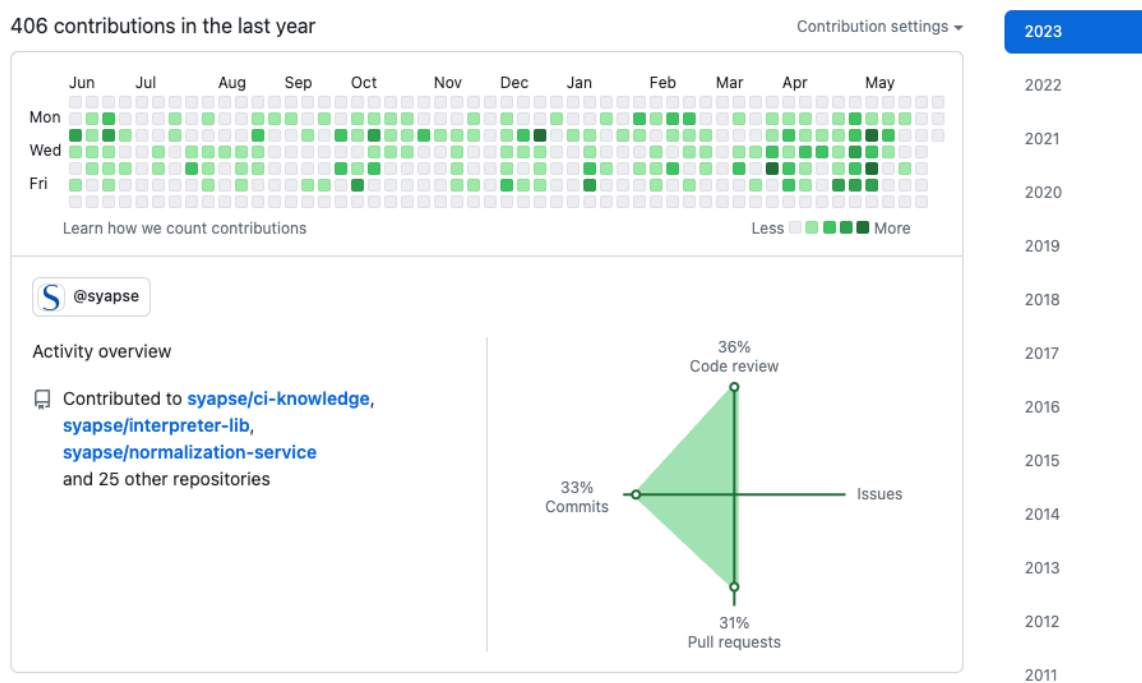 406 contributions in the last year
Contribution settings
Jun Jul Aug Sep Oct Nov Dec Jan Feb Mar Apr May
Mon
Wed
Fri
Learn how we count contributions
Less More
@syapse
Activity overview
Contributed to syapse/ci-knowledge,
syapse/interpreter-lib,
syapse/normalization-service
and 25 other repositories
36%
Code review
33%
Commits
Issues
31%
Pull requests
2023
2022
2021
2020
2019
2018
2017
2016
2015
2014
2013
2012
2011